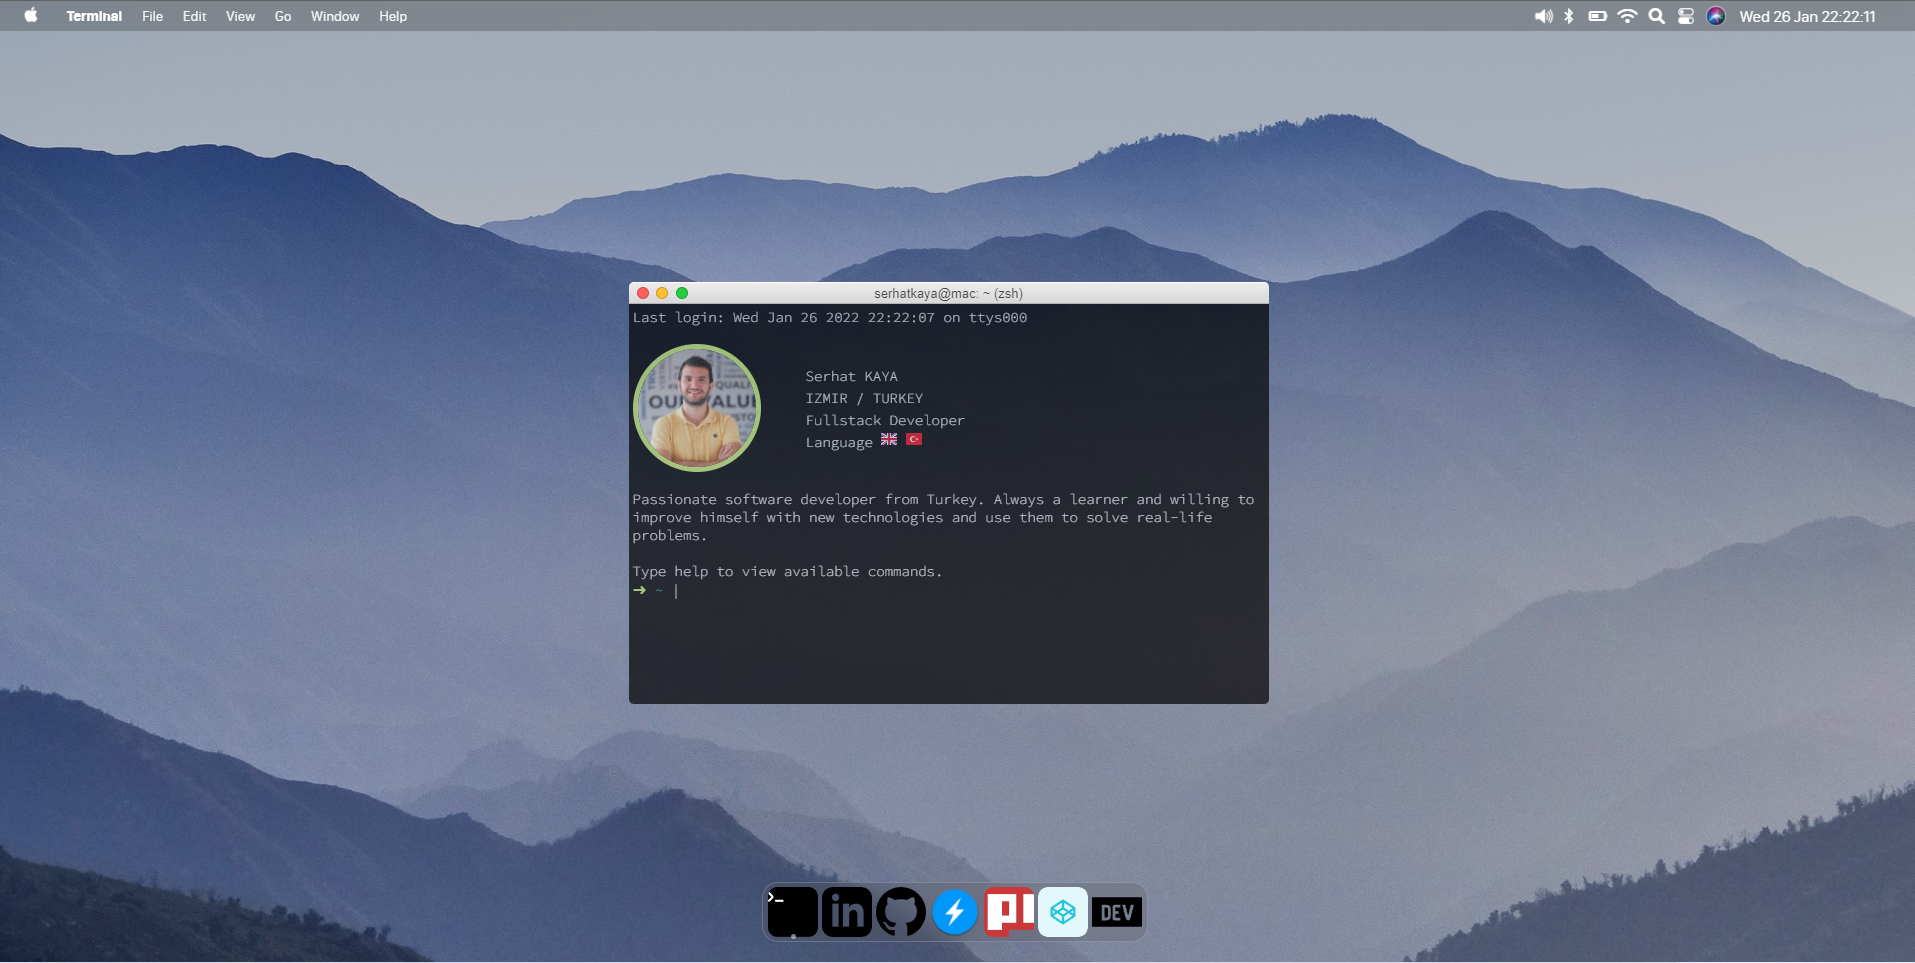 Terminal File Edit View Go Window Help Wed 26 Jan 22:22:11
serhatkaya@mac: ~ (zsh)
Last login: Wed Jan 26 2022 22:22:07 on ttys000
QUALI
OUR VALUE
Serhat KAYA
IZMIR / TURKEY
Fullstack Developer
Language
Passionate software developer from Turkey. Always a learner and willing to
improve himself with new technologies and use them to solve real-life
problems.
Type help to view available commands.
➜ ~ |
>_ in pl DEV